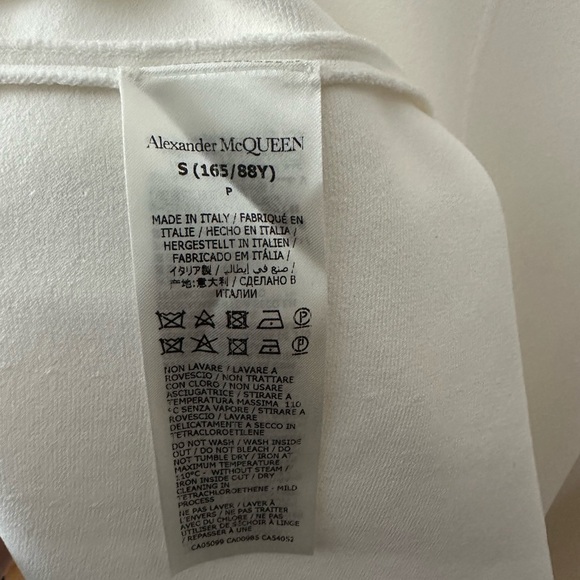 Alexander McQUEEN
S (165/88Y)
P
MADE IN ITALY / FABRIQUÉ EN
ITALIE / HECHO EN ITALIA /
HERGESTELLT IN ITALIEN /
FABRICADO EM ITÁLIA /
イタリア製 / صنع في إيطاليا /
产地:意大利 / СДЕЛАНО В
ИТАЛИИ
P
P
NON LAVARE / LAVARE A
ROVESCIO / NON TRATTARE
CON CLORO / NON USARE
ASCIUGATRICE / STIRARE A
TEMPERATURA MASSIMA 110
°C SENZA VAPORE / STIRARE A
ROVESCIO / LAVARE
DELICATAMENTE A SECCO IN
TETRACLOROETILENE
DO NOT WASH / WASH INSIDE
OUT / DO NOT BLEACH / DO
NOT TUMBLE DRY / IRON AT
MAXIMUM TEMPERATURE
110°C - WITHOUT STEAM /
IRON INSIDE OUT / DRY
CLEANING IN
TETRACHLOROETHENE - MILD
PROCESS
NE PAS LAVER / LAVER À
L'ENVERS / NE PAS TRAITER
AVEC DU CHLORE / NE PAS
UTILISER DE SÉCHOIR À LINGE
/ REPASSER À UNE
CA05099 CA00985 CA54052